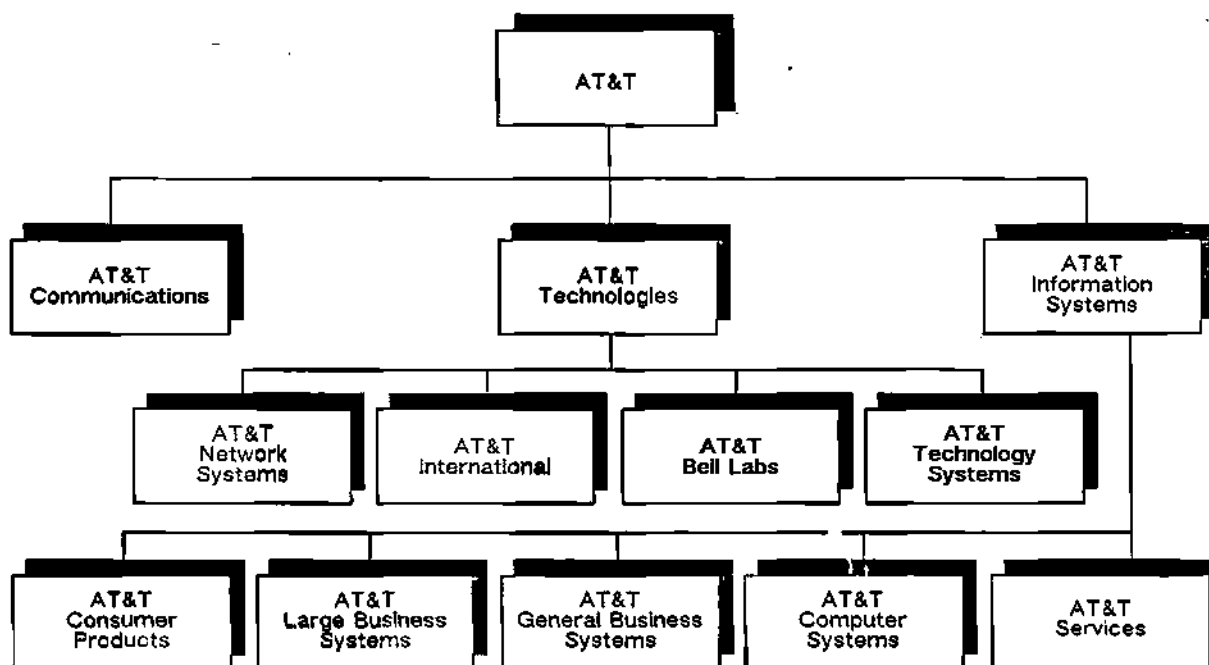 AT&T
AT&T
Communications
AT&T
Technologies
AT&T
Information
Systems
AT&T
Network
Systems
AT&T
International
AT&T
Bell Labs
AT&T
Technology
Systems
AT&T
Consumer
Products
AT&T
Large Business
Systems
AT&T
General Business
Systems
AT&T
Computer
Systems
AT&T
Services